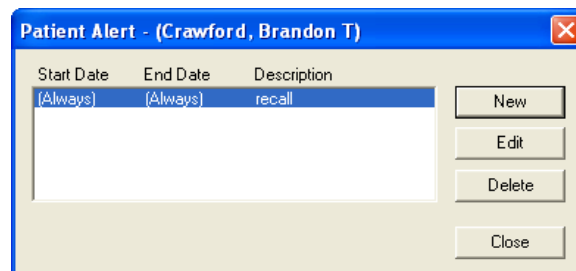 Patient Alert - (Crawford, Brandon T)
Start Date End Date Description
(Always) (Always) recall
New
Edit
Delete
Close